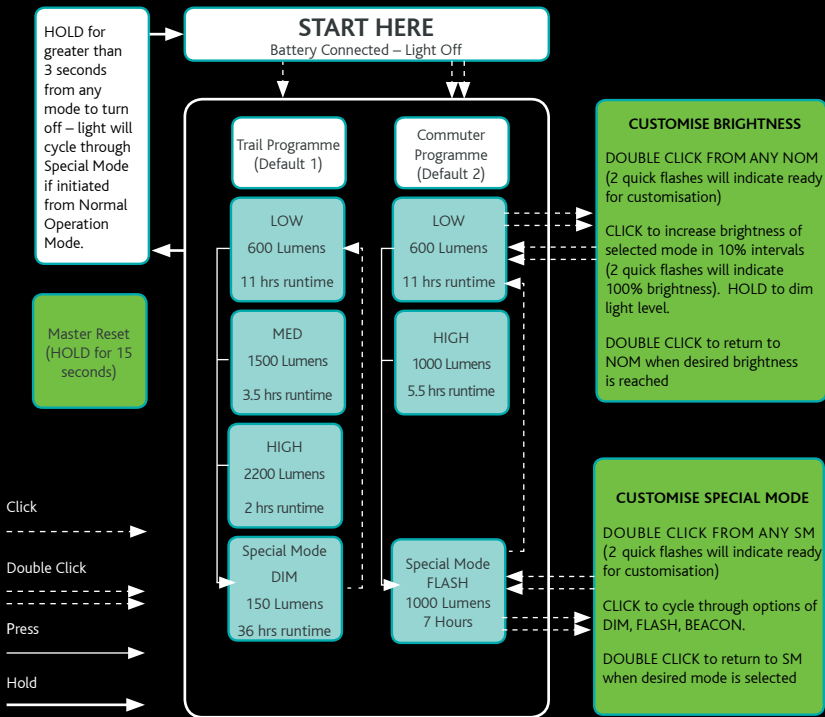 HOLD for
greater than
3 seconds
from any
mode to turn
off – light will
cycle through
Special Mode
if initiated
from Normal
Operation
Mode.
START HERE
Battery Connected – Light Off
Master Reset
(HOLD for 15
seconds)
Trail Programme
(Default 1)
LOW
600 Lumens
11 hrs runtime
MED
1500 Lumens
3.5 hrs runtime
HIGH
2200 Lumens
2 hrs runtime
Special Mode
DIM
150 Lumens
36 hrs runtime
Commuter
Programme
(Default 2)
LOW
600 Lumens
11 hrs runtime
HIGH
1000 Lumens
5.5 hrs runtime
Special Mode
FLASH
1000 Lumens
7 Hours
CUSTOMISE BRIGHTNESS
DOUBLE CLICK FROM ANY NOM
(2 quick flashes will indicate ready
for customisation)
CLICK to increase brightness of
selected mode in 10% intervals
(2 quick flashes will indicate
100% brightness). HOLD to dim
light level.
DOUBLE CLICK to return to
NOM when desired brightness
is reached
CUSTOMISE SPECIAL MODE
DOUBLE CLICK FROM ANY SM
(2 quick flashes will indicate ready
for customisation)
CLICK to cycle through options of
DIM, FLASH, BEACON.
DOUBLE CLICK to return to SM
when desired mode is selected
Click
Double Click
Press
Hold